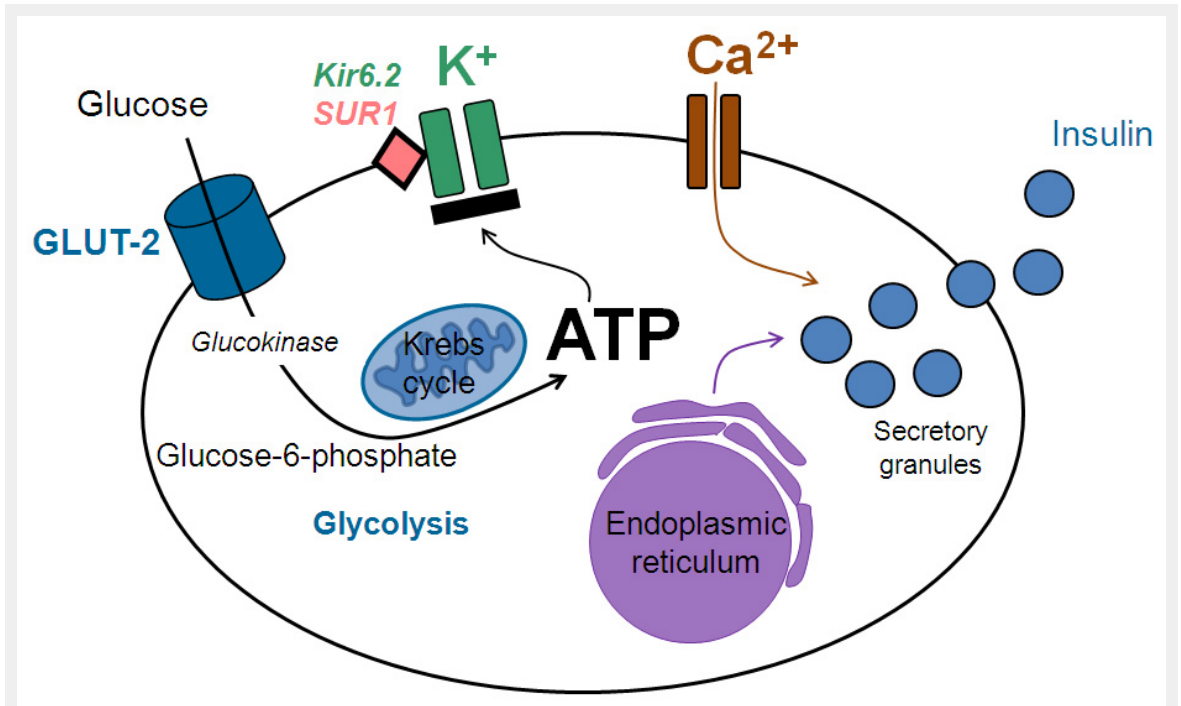 Kir6.2
SUR1
K⁺
Ca²⁺
Glucose
Insulin
GLUT-2
Glucokinase
Krebs
cycle
ATP
Glucose-6-phosphate
Secretory
granules
Glycolysis
Endoplasmic
reticulum